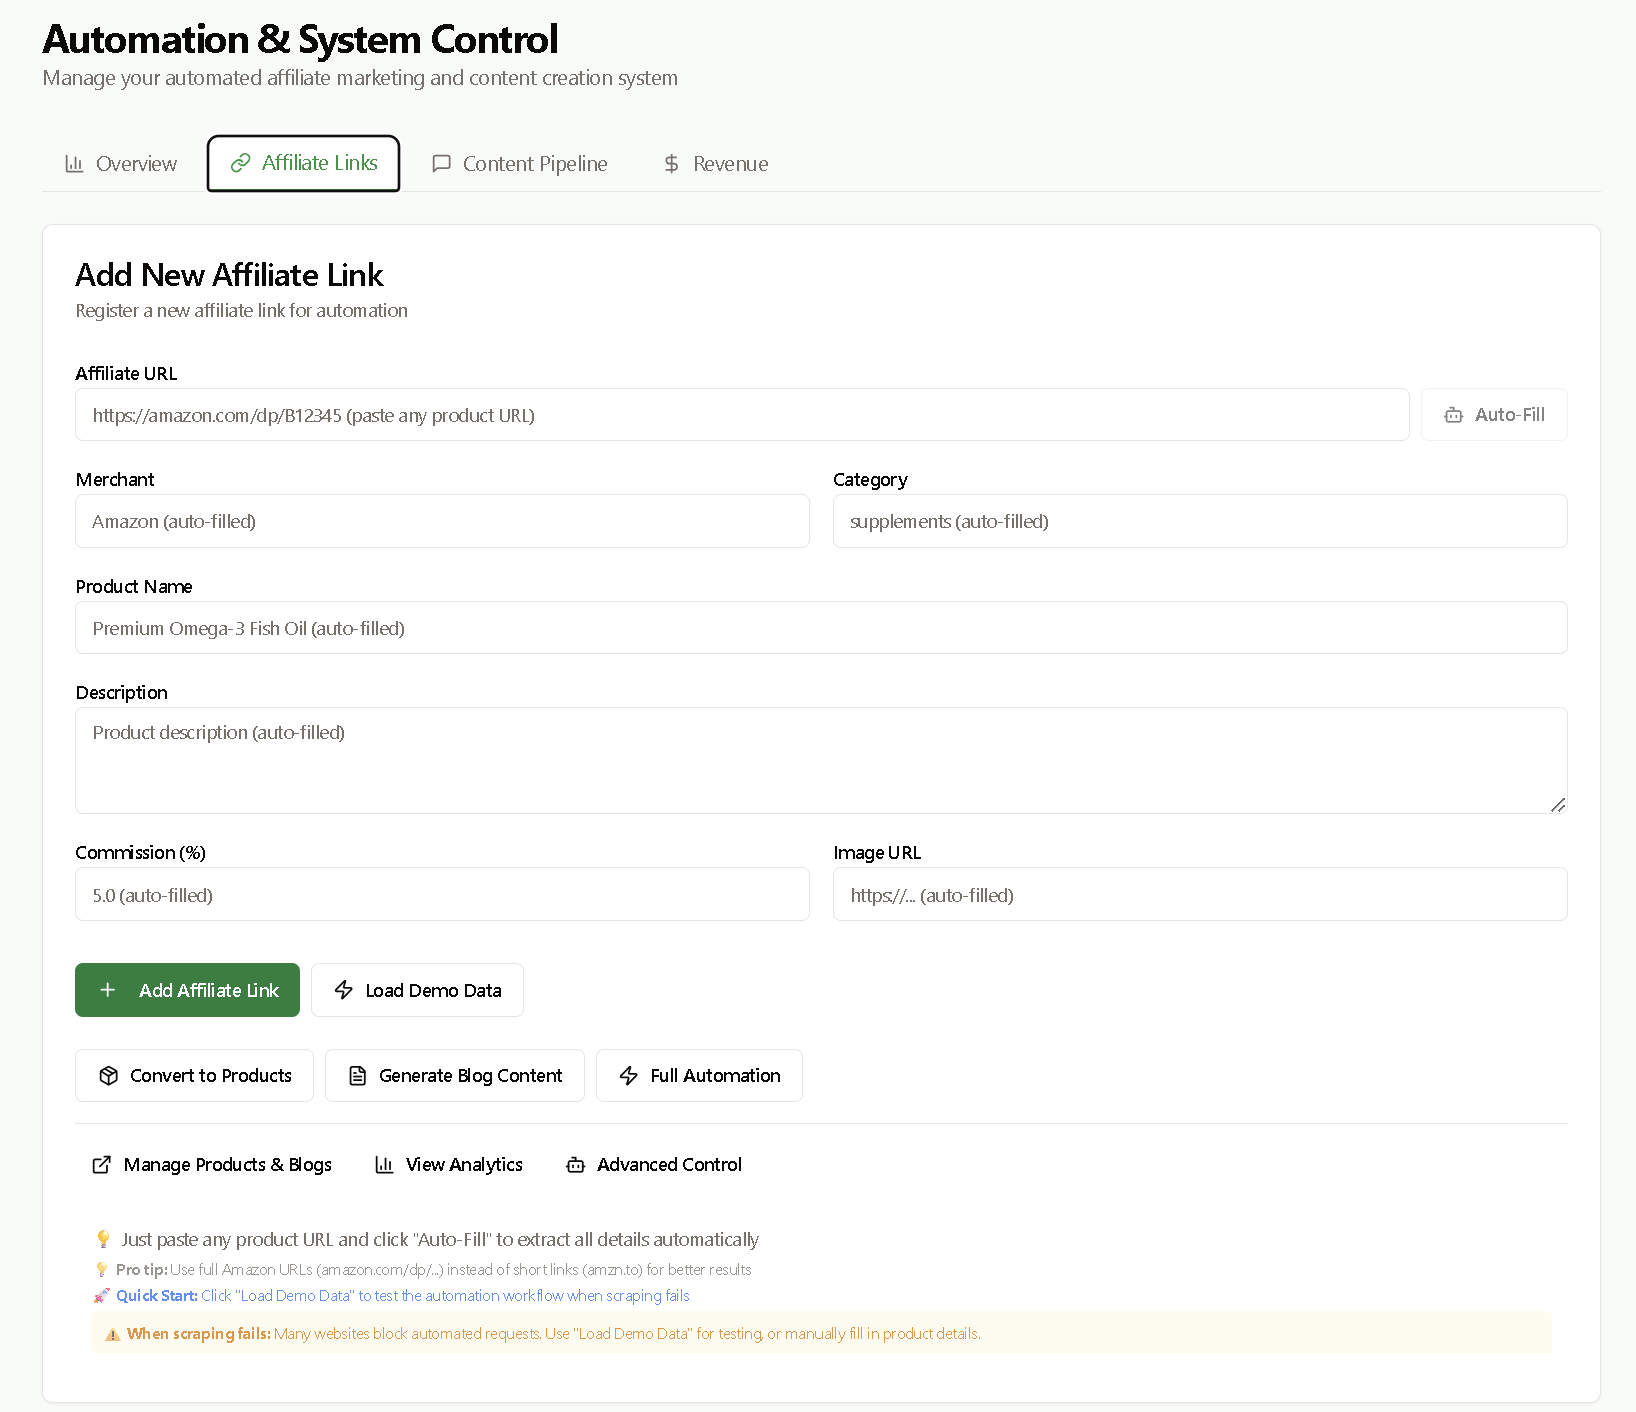 Automation & System Control
Manage your automated affiliate marketing and content creation system
Overview
Affiliate Links
Content Pipeline
Revenue
Add New Affiliate Link
Register a new affiliate link for automation
Affiliate URL
https://amazon.com/dp/B12345 (paste any product URL)
Auto-Fill
Merchant
Category
Amazon (auto-filled)
supplements (auto-filled)
Product Name
Premium Omega-3 Fish Oil (auto-filled)
Description
Product description (auto-filled)
Commission (%)
Image URL
5.0 (auto-filled)
https://... (auto-filled)
Add Affiliate Link
Load Demo Data
Convert to Products
Generate Blog Content
Full Automation
Manage Products & Blogs
View Analytics
Advanced Control
💡 Just paste any product URL and click "Auto-Fill" to extract all details automatically
💡 Pro tip: Use full Amazon URLs (amazon.com/dp/...) instead of short links (amzn.to) for better results
🚀 Quick Start: Click "Load Demo Data" to test the automation workflow when scraping fails
⚠️ When scraping fails: Many websites block automated requests. Use "Load Demo Data" for testing, or manually fill in product details.